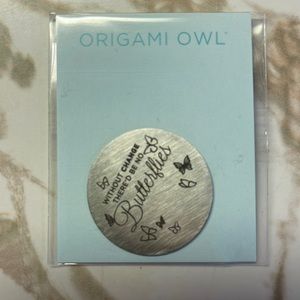 ORIGAMI OWL®
WITHOUT CHANGE
THERE'D BE NO
Butterflies